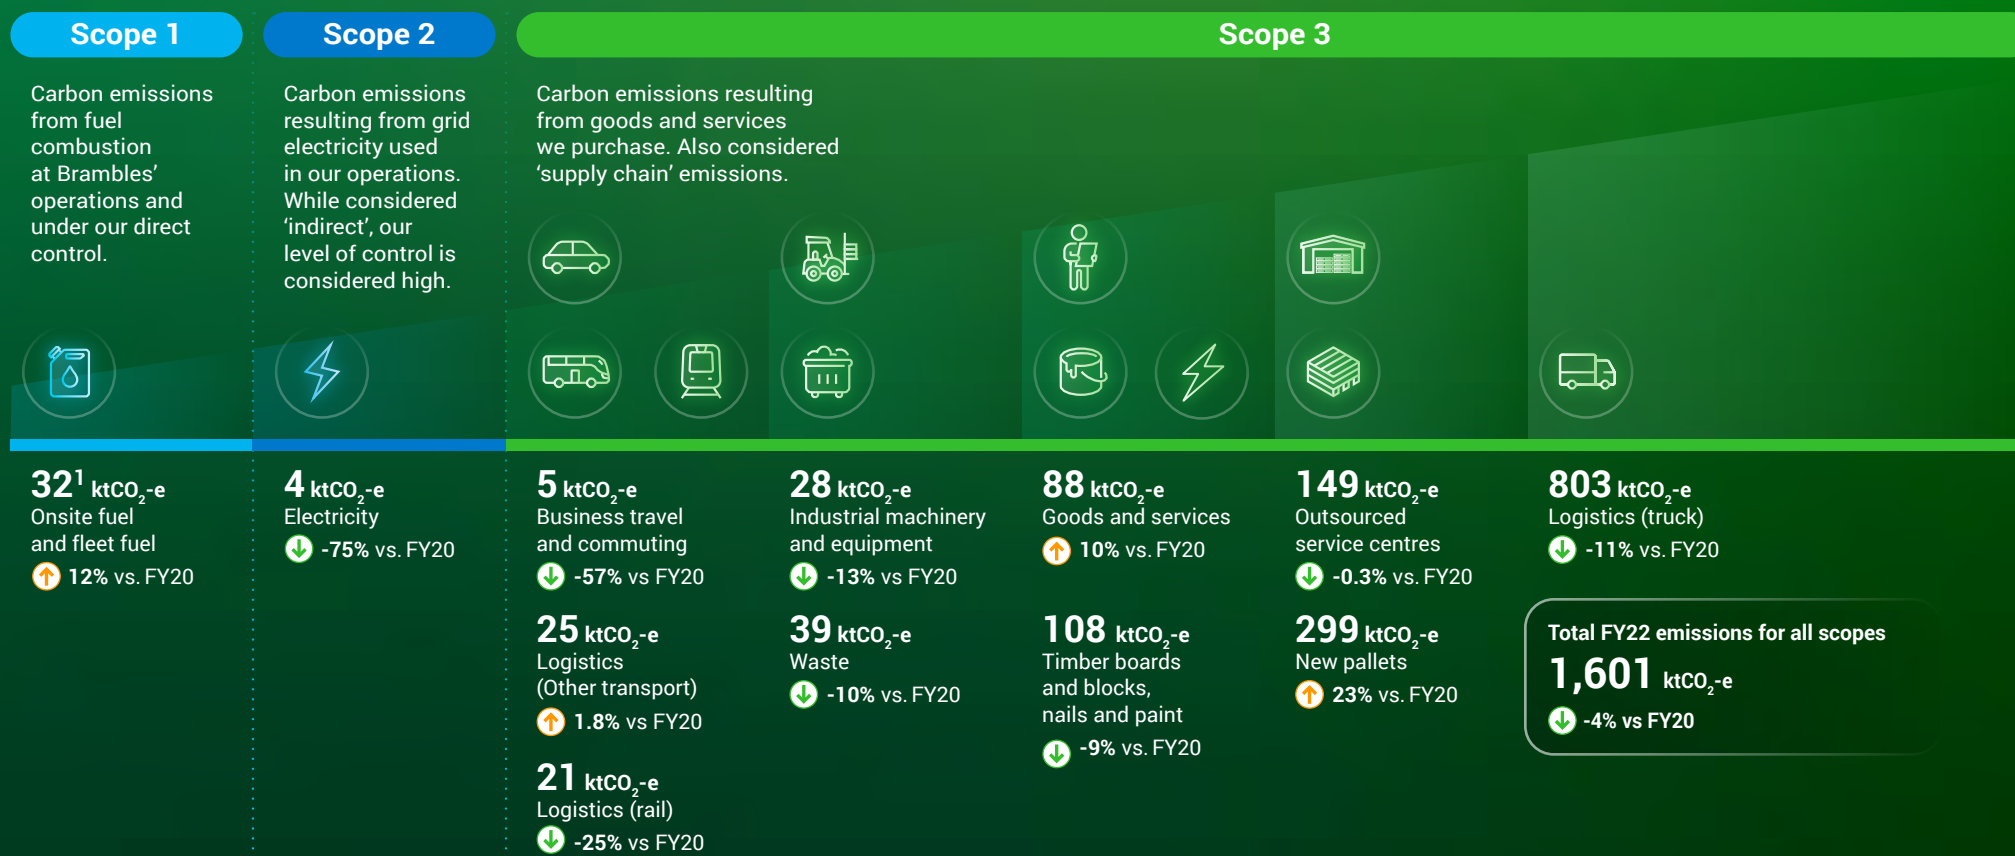 Scope 1
Carbon emissions
from fuel
combustion
at Brambles’
operations and
under our direct
control.
32¹ ktCO₂-e
Onsite fuel
and fleet fuel
12% vs. FY20
Scope 2
Carbon emissions
resulting from grid
electricity used
in our operations.
While considered
‘indirect’, our
level of control is
considered high.
4 ktCO₂-e
Electricity
-75% vs. FY20
Scope 3
Carbon emissions resulting
from goods and services
we purchase. Also considered
‘supply chain’ emissions.
5 ktCO₂-e
Business travel
and commuting
-57% vs FY20
25 ktCO₂-e
Logistics
(Other transport)
1.8% vs FY20
21 ktCO₂-e
Logistics (rail)
-25% vs FY20
28 ktCO₂-e
Industrial machinery
and equipment
-13% vs FY20
39 ktCO₂-e
Waste
-10% vs. FY20
88 ktCO₂-e
Goods and services
10% vs. FY20
108 ktCO₂-e
Timber boards
and blocks,
nails and paint
-9% vs. FY20
149 ktCO₂-e
Outsourced
service centres
-0.3% vs. FY20
299 ktCO₂-e
New pallets
23% vs. FY20
803 ktCO₂-e
Logistics (truck)
-11% vs. FY20
Total FY22 emissions for all scopes
1,601 ktCO₂-e
-4% vs FY20